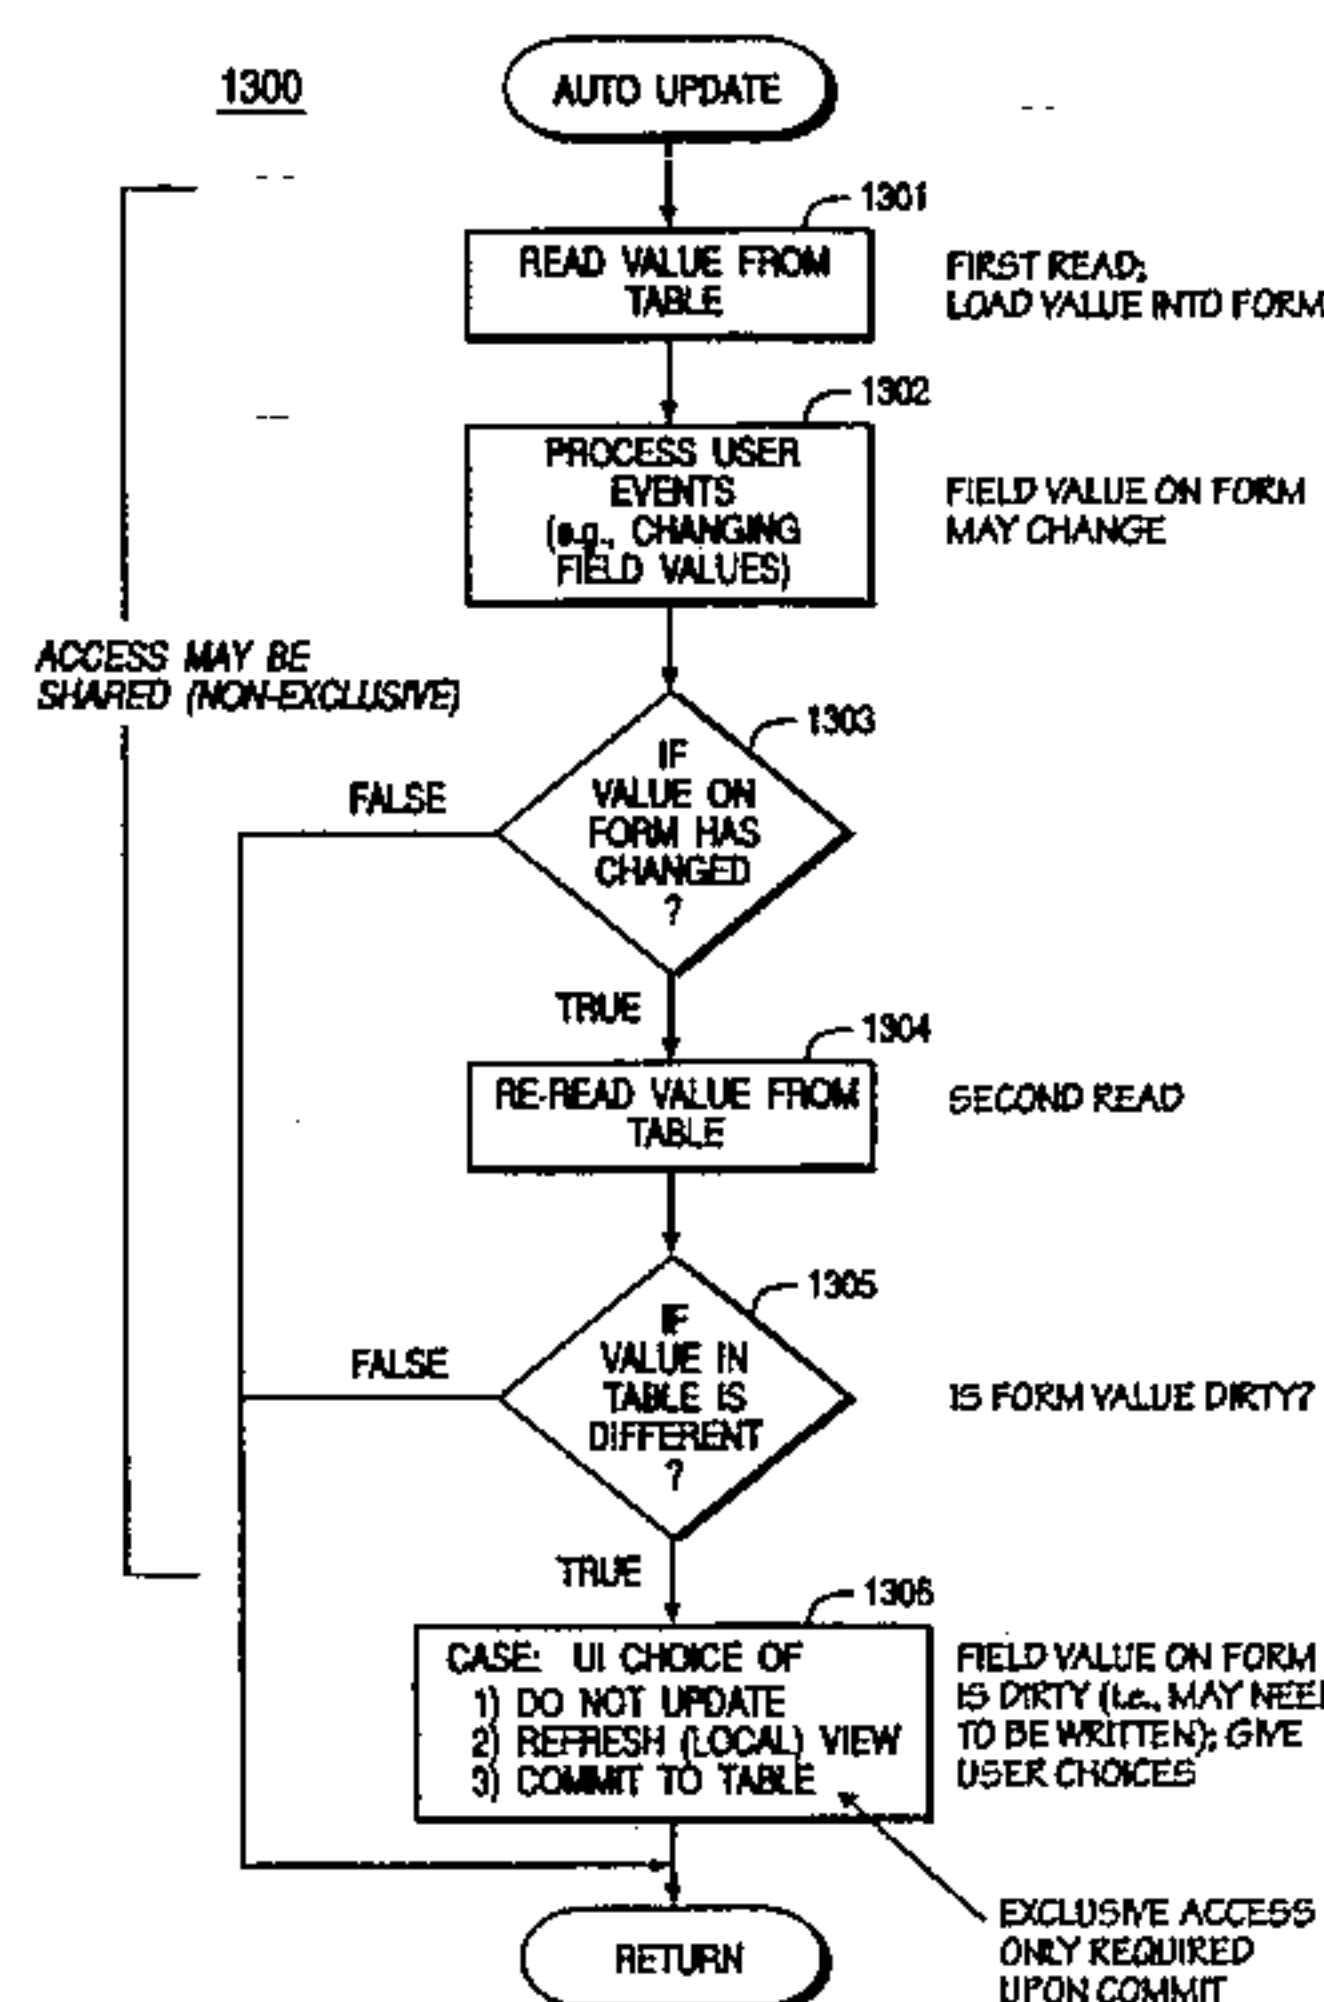 1300
AUTO UPDATE
1301
READ VALUE FROM
TABLE
FIRST READ;
LOAD VALUE INTO FORM
1302
PROCESS USER
EVENTS
(e.g., CHANGING
FIELD VALUES)
FIELD VALUE ON FORM
MAY CHANGE
ACCESS MAY BE
SHARED (NON-EXCLUSIVE)
1303
IF
VALUE ON
FORM HAS
CHANGED
?
FALSE
TRUE
1304
RE-READ VALUE FROM
TABLE
SECOND READ
1305
IF
VALUE IN
TABLE IS
DIFFERENT
?
FALSE
IS FORM VALUE DIRTY?
TRUE
1306
CASE: UI CHOICE OF
1) DO NOT UPDATE
2) REFRESH (LOCAL) VIEW
3) COMMIT TO TABLE
FIELD VALUE ON FORM
IS DIRTY (i.e., MAY NEED
TO BE WRITTEN); GIVE
USER CHOICES
EXCLUSIVE ACCESS
ONLY REQUIRED
UPON COMMIT
RETURN